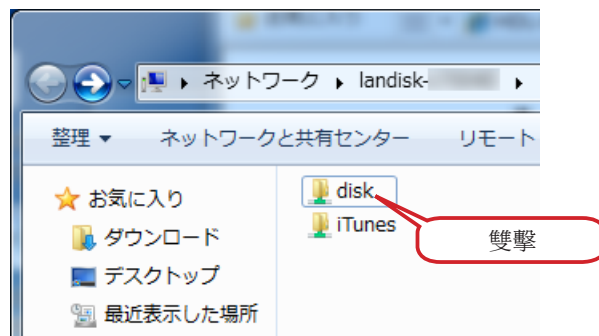 ネットワーク landisk-
整理 ネットワークと共有センター リモート
お気に入り
ダウンロード
デスクトップ
最近表示した場所
disk
iTunes
雙擊